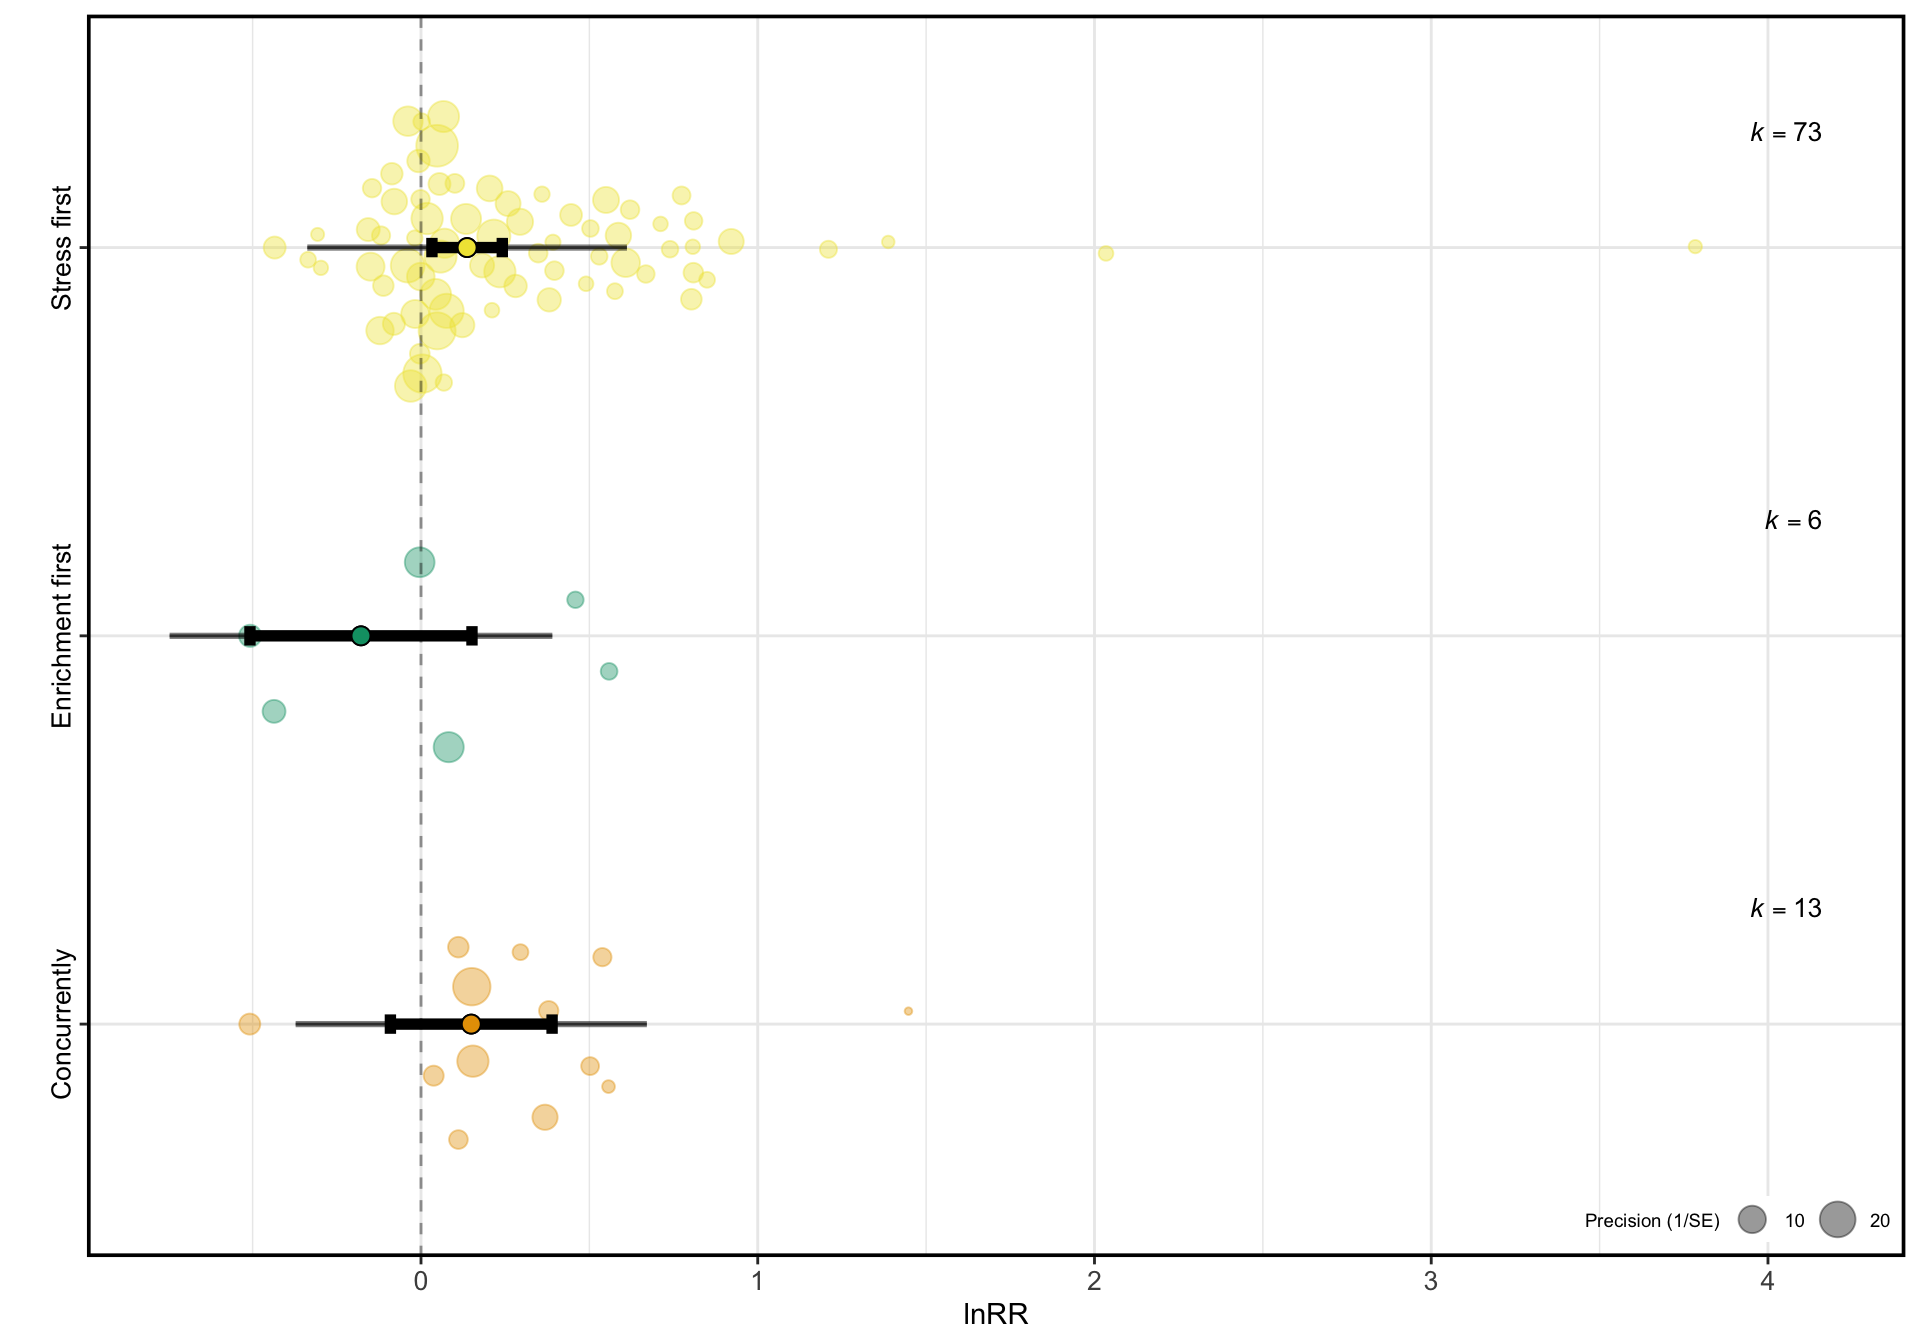 Stress first
k = 73
Enrichment first
k = 6
Concurrently
k = 13
Precision (1/SE) 10 20
0 1 2 3 4
lnRR